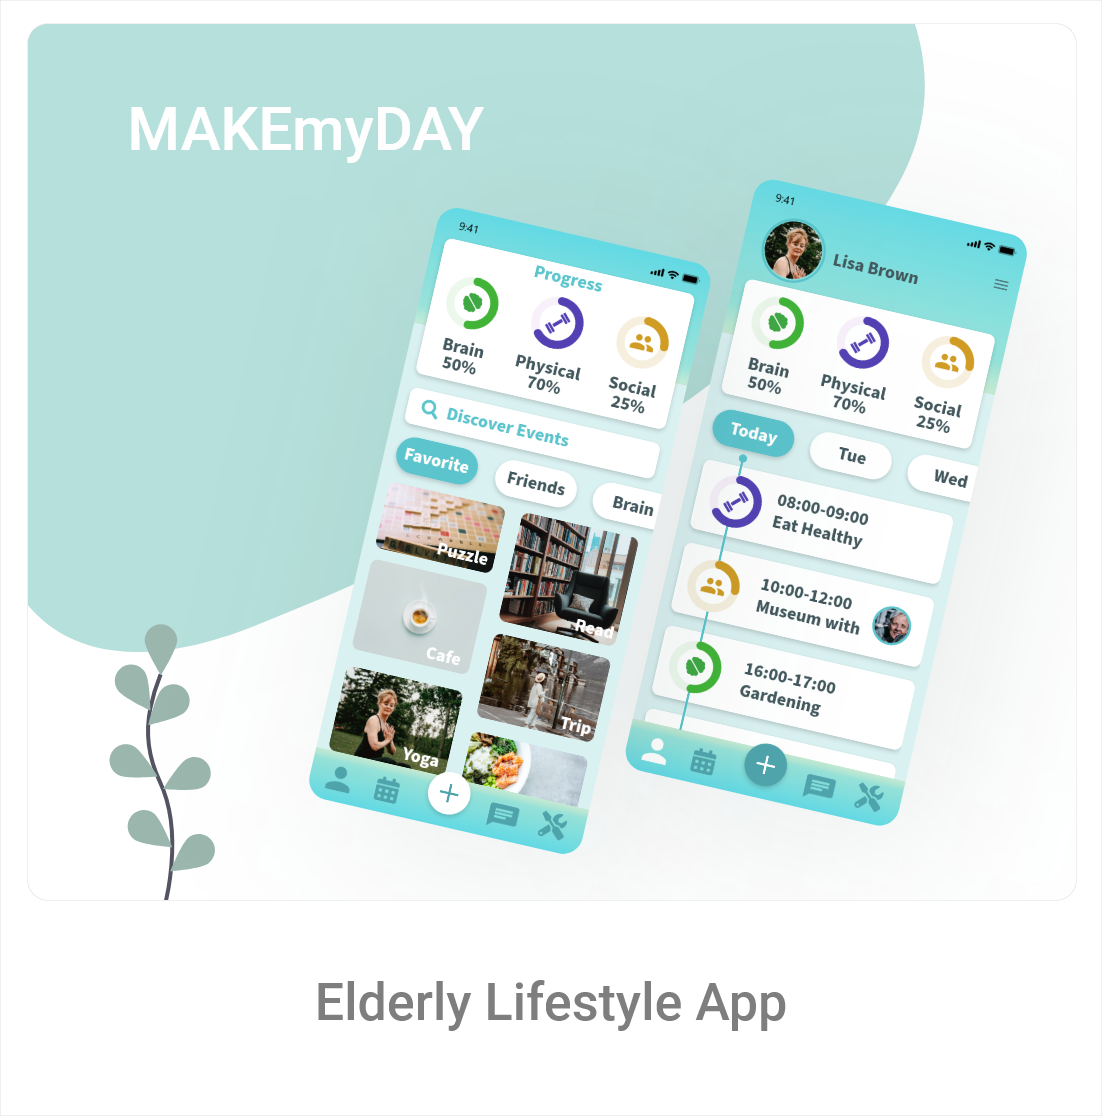 MAKEmyDAY
9:41
Progress
Brain
50%
Physical
70%
Social
25%
Discover Events
Favorite
Friends
Brain
Puzzle
Read
Cafe
Trip
Yoga
9:41
Lisa Brown
Brain
50%
Physical
70%
Social
25%
Today
Tue
Wed
08:00-09:00
Eat Healthy
10:00-12:00
Museum with
16:00-17:00
Gardening
Elderly Lifestyle App